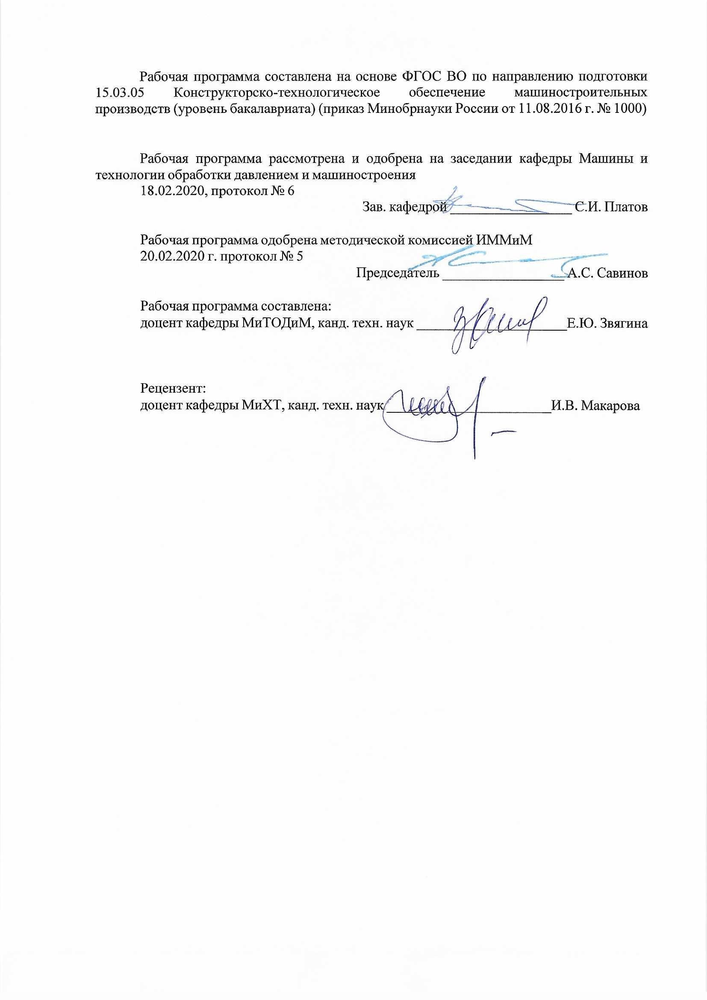 Рабочая программа составлена на основе ФГОС ВО по направлению подготовки
15.03.05 Конструкторско-технологическое обеспечение машиностроительных
производств (уровень бакалавриата) (приказ Минобрнауки России от 11.08.2016 г. № 1000)
Рабочая программа рассмотрена и одобрена на заседании кафедры Машины и
технологии обработки давлением и машиностроения
18.02.2020, протокол № 6
Зав. кафедрой ________________ С.И. Платов
Рабочая программа одобрена методической комиссией ИММиМ
20.02.2020 г. протокол № 5
Председатель ________________ А.С. Савинов
Рабочая программа составлена:
доцент кафедры МиТОДиМ, канд. техн. наук ____________________Е.Ю. Звягина
Рецензент:
доцент кафедры МиХТ, канд. техн. наук ______________________И.В. Макарова